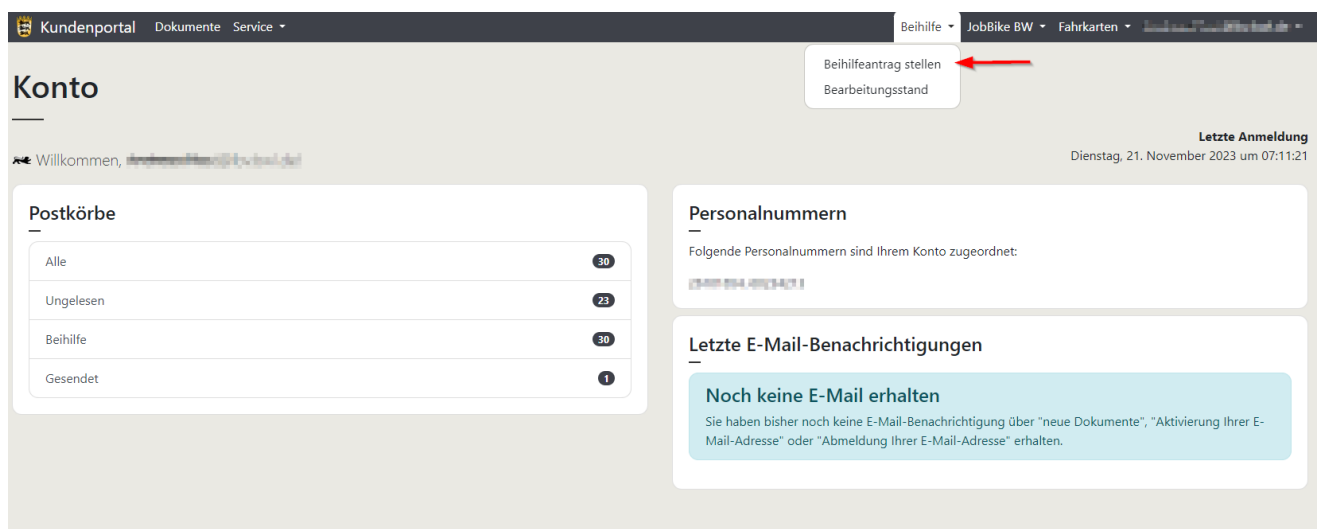 Kundenportal Dokumente Service Beihilfe JobBike BW Fahrkarten
Beihilfeantrag stellen
Bearbeitungsstand
Konto
Letzte Anmeldung
Willkommen,
Dienstag, 21. November 2023 um 07:11:21
Postkörbe
Alle 30
Ungelesen 23
Beihilfe 30
Gesendet 1
Personalnummern
Folgende Personalnummern sind Ihrem Konto zugeordnet:
Letzte E-Mail-Benachrichtigungen
Noch keine E-Mail erhalten
Sie haben bisher noch keine E-Mail-Benachrichtigung über "neue Dokumente", "Aktivierung Ihrer E-
Mail-Adresse" oder "Abmeldung Ihrer E-Mail-Adresse" erhalten.